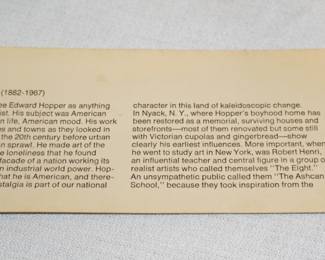 (1882-1967)
ee Edward Hopper as anything
ist. His subject was American
n life, American mood. His work
s and towns as they looked in
the 20th century before urban
n sprawl. He made art of the
e loneliness that he found
facade of a nation working its
n industrial world power. Hop-
hat he is American, and there-
stalgia is part of our national
character in this land of kaleidoscopic change.
In Nyack, N.Y., where Hopper's boyhood home has
been restored as a memorial, surviving houses and
storefronts—most of them renovated but some still
with Victorian cupolas and gingerbread—show
clearly his earliest influences. More important, when
he went to study art in New York, was Robert Henri,
an influential teacher and central figure in a group of
realist artists who called themselves "The Eight."
An unsympathetic public called them "The Ashcan
School," because they took inspiration from the